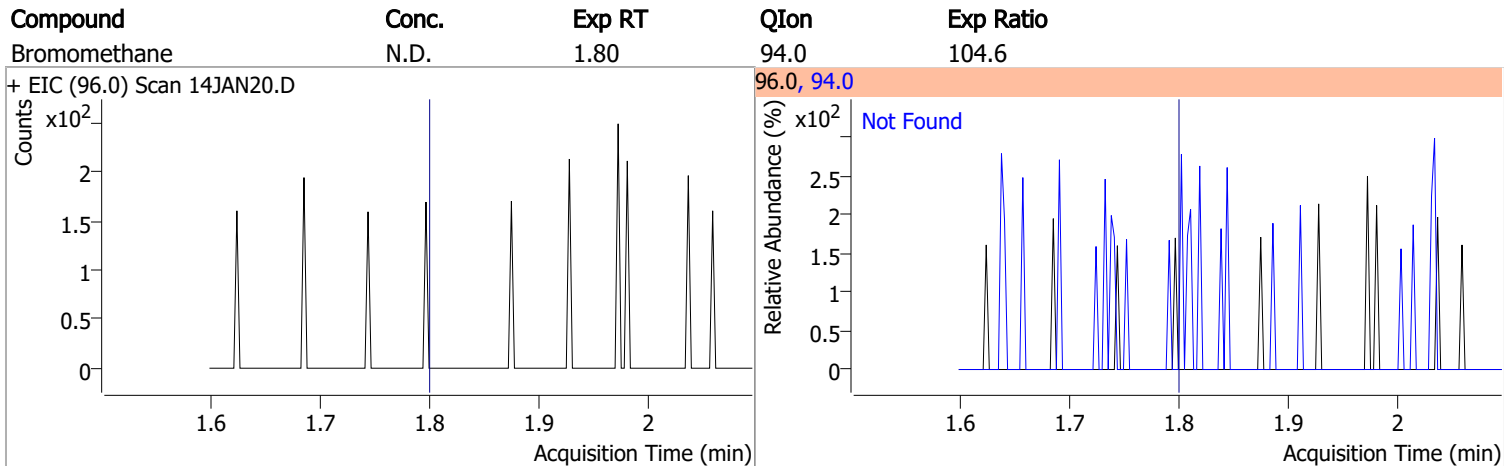 Compound Conc. Exp RT QIon Exp Ratio
Bromomethane N.D. 1.80 94.0 104.6
+ EIC (96.0) Scan 14JAN20.D
Counts
x10²
2
1.5
1
0.5
0
1.6 1.7 1.8 1.9 2
Acquisition Time (min)
96.0, 94.0
Relative Abundance (%)
x10²
Not Found
2.5
2
1.5
1
0.5
0
1.6 1.7 1.8 1.9 2
Acquisition Time (min)